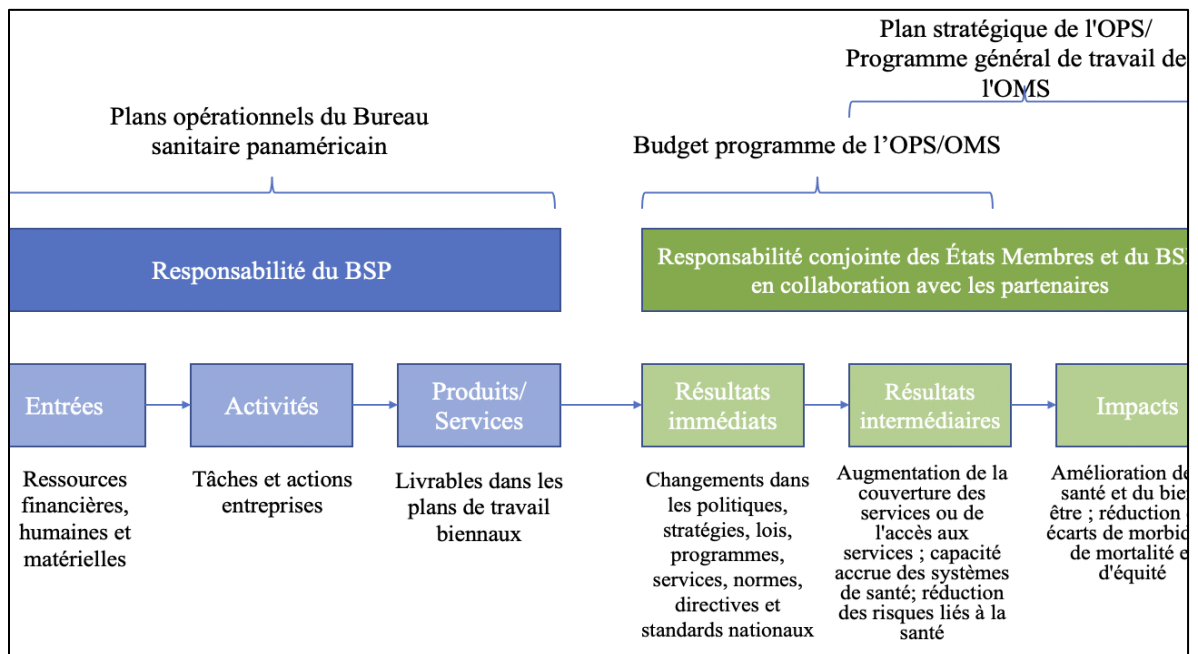 Plan stratégique de l'OPS/
Programme général de travail de
l'OMS
Plans opérationnels du Bureau
sanitaire panaméricain
Budget programme de l’OPS/OMS
Responsabilité du BSP
Responsabilité conjointe des États Membres et du
en collaboration avec les partenaires
Entrées
Activités
Produits/
Services
Résultats
immédiats
Résultats
intermédiaires
Impacts
Ressources
financières,
humaines et
matérielles
Tâches et actions
entreprises
Livrables dans les
plans de travail
biennaux
Changements dans
les politiques,
stratégies, lois,
programmes,
services, normes,
directives et
standards nationaux
Augmentation de la
couverture des
services ou de
l'accès aux
services ; capacité
accrue des systèmes
de santé; réduction
des risques liés à la
santé
Amélioration de
santé et du bien
être ; réduction
écarts de
de mortalité
d'équité